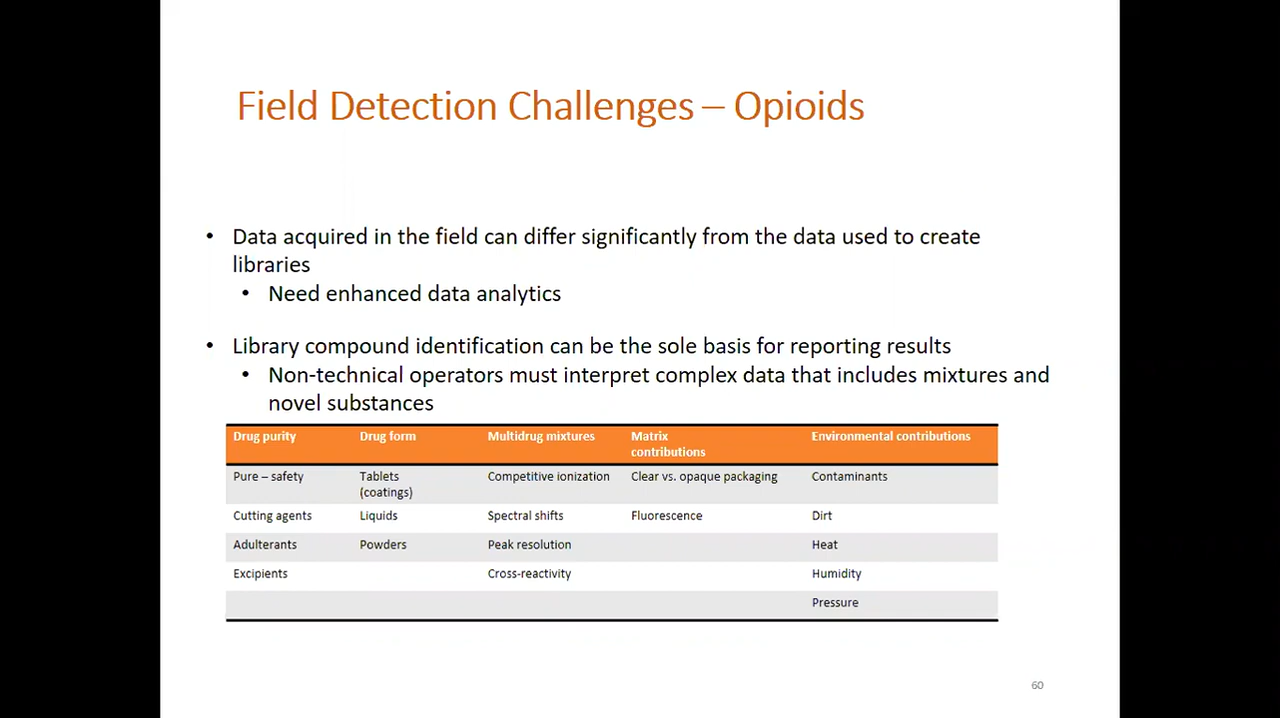 Field Detection Challenges – Opioids
• Data acquired in the field can differ significantly from the data used to create
libraries
• Need enhanced data analytics
• Library compound identification can be the sole basis for reporting results
• Non-technical operators must interpret complex data that includes mixtures and
novel substances
Drug purity Drug form Multidrug mixtures Matrix Environmental contributions
contributions
Pure – safety Tablets Competitive ionization Clear vs. opaque packaging Contaminants
(coatings)
Cutting agents Liquids Spectral shifts Fluorescence Dirt
Adulterants Powders Peak resolution Heat
Excipients Cross-reactivity Humidity
Pressure
60